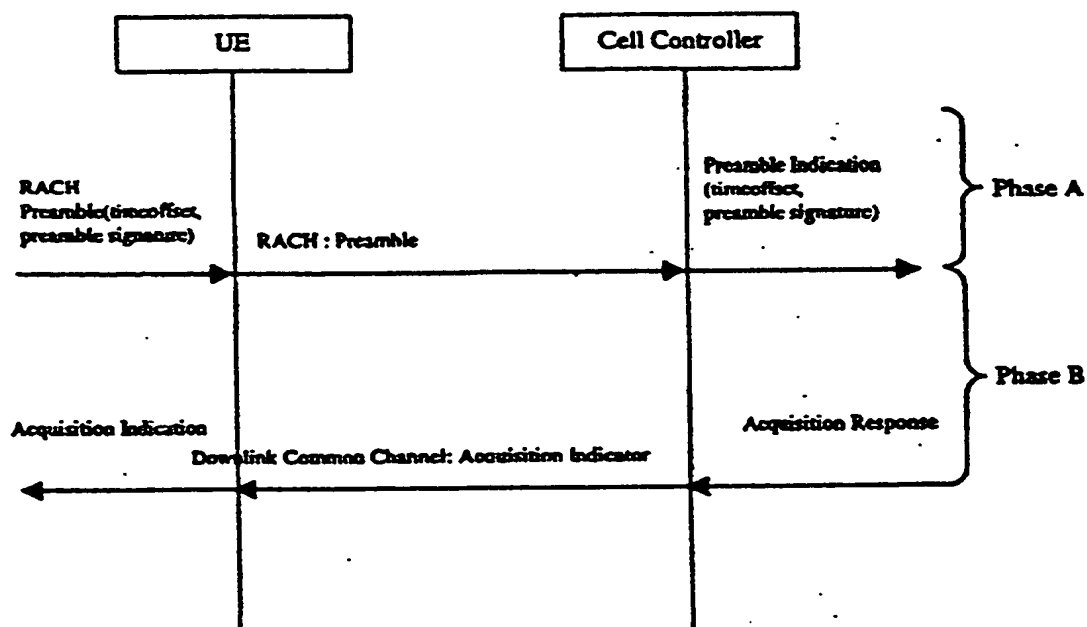 UE
Cell Controller
RACH
Preamble(timeoffset,
preamble signature)
RACH : Preamble
Preamble Indication
(timeoffset,
preamble signature)
Phase A
Phase B
Acquisition Indication
Acquisition Response
Downlink Common Channel: Acquisition Indicator